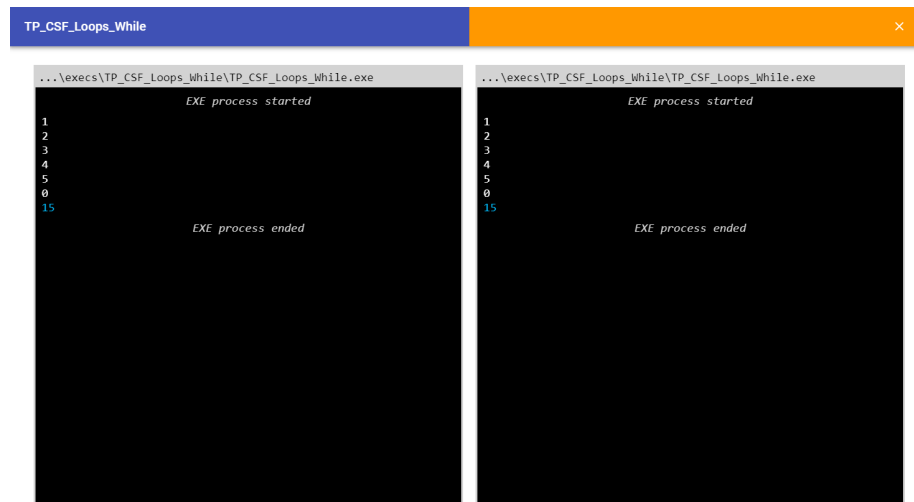 TP_CSF_Loops_While
×
...\execs\TP_CSF_Loops_While\TP_CSF_Loops_While.exe
EXE process started
1
2
3
4
5
0
15
EXE process ended
...\execs\TP_CSF_Loops_While\TP_CSF_Loops_While.exe
EXE process started
1
2
3
4
5
0
15
EXE process ended